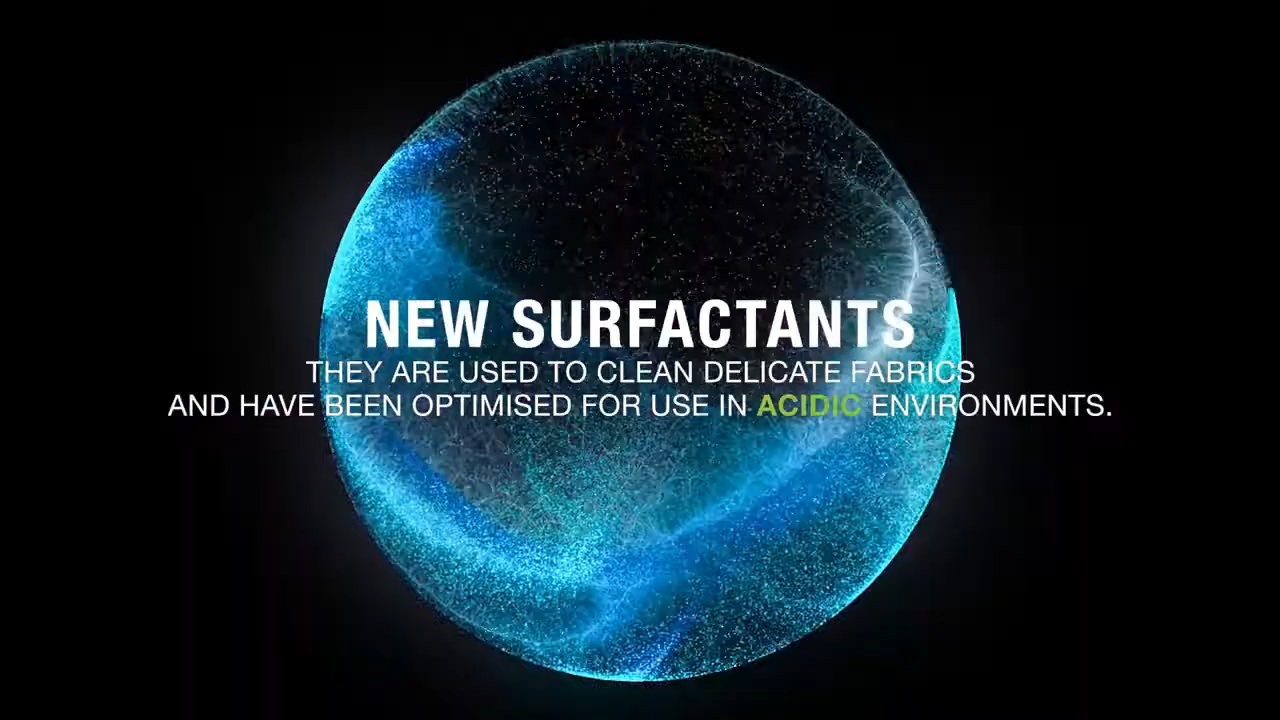 NEW SURFACTANTS
THEY ARE USED TO CLEAN DELICATE FABRICS
AND HAVE BEEN OPTIMISED FOR USE IN ACIDIC ENVIRONMENTS.